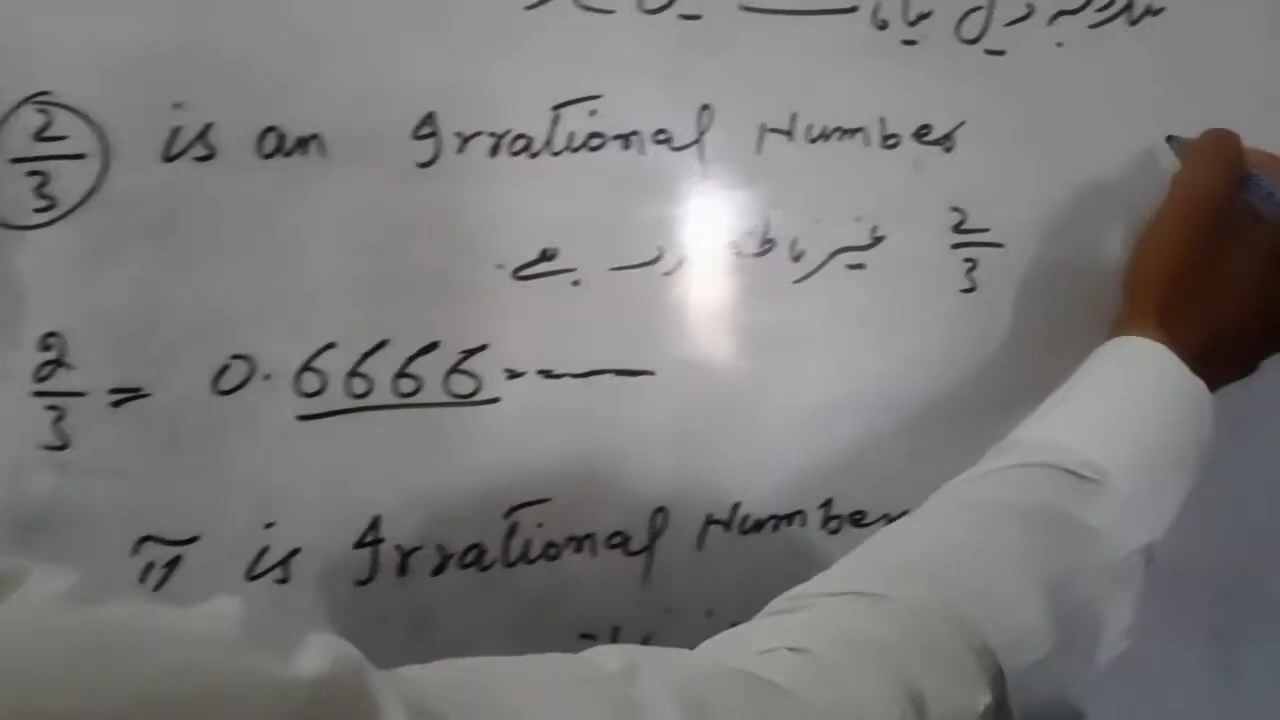 2/3 is an Irrational Number
2/3 غیر ناطق عدد ہے۔
2/3 = 0.6666
π is Irrational Number